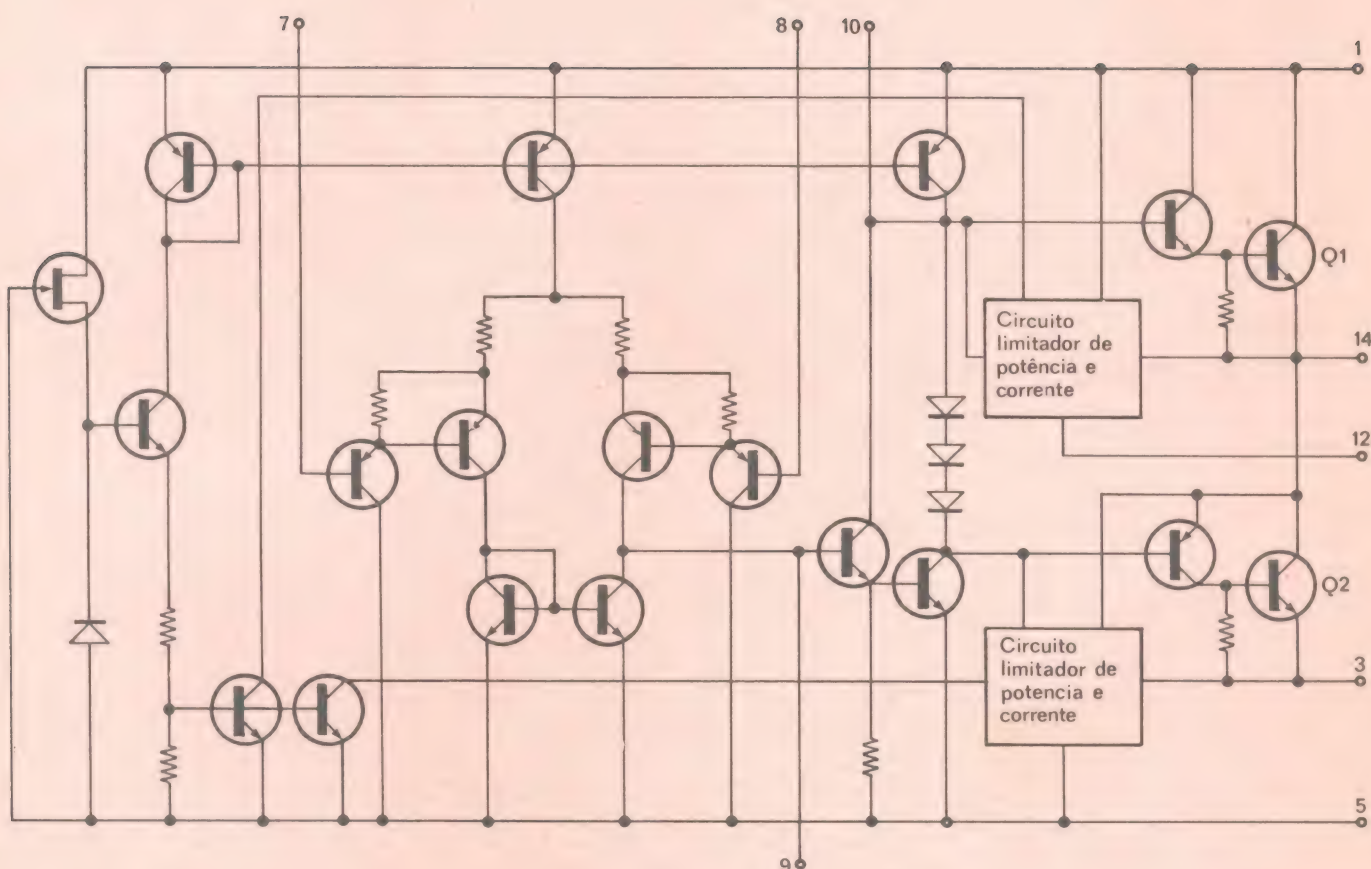 7
8
10
1
Q1
Circuito
limitador de
potência e
corrente
14
12
Q2
Circuito
limitador de
potencia e
corrente
3
5
9